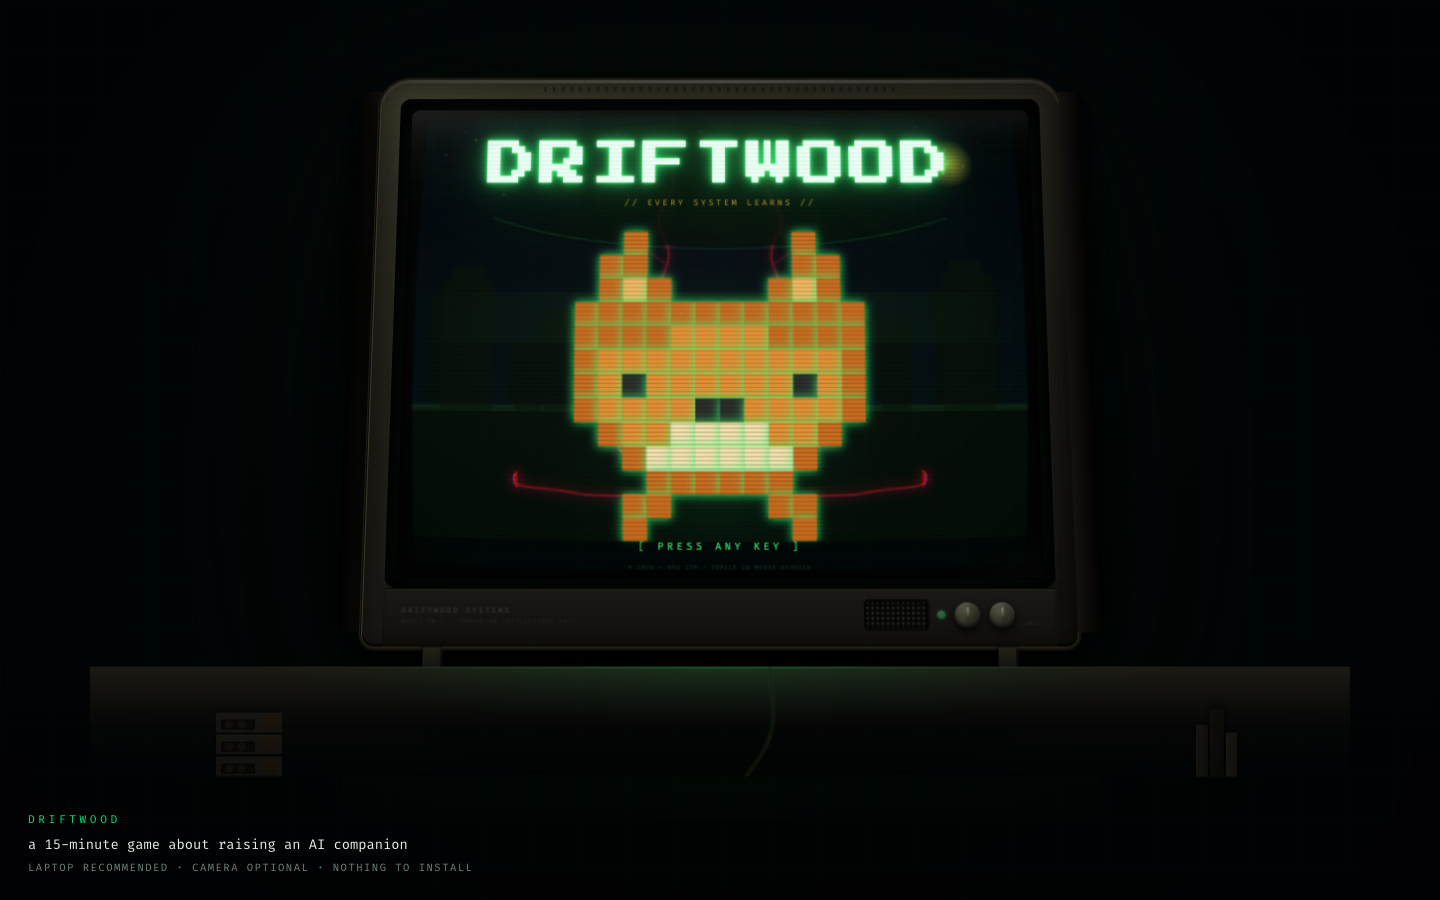 DRIFTWOOD
// EVERY SYSTEM LEARNS //
[ PRESS ANY KEY ]
DRIFTWOOD SYSTEMS
DRIFTWOOD
a 15-minute game about raising an AI companion
LAPTOP RECOMMENDED · CAMERA OPTIONAL · NOTHING TO INSTALL